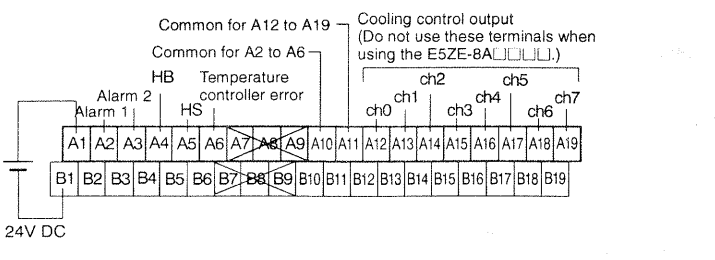 Common for A12 to A19
Cooling control output
(Do not use these terminals when
using the E5ZE-8A□□□□.)
Common for A2 to A6
HB
Temperature
controller error
Alarm 2
Alarm 1
HS
ch0
ch1
ch2
ch3
ch4
ch5
ch6
ch7
A1 A2 A3 A4 A5 A6 A7 A8 A9 A10 A11 A12 A13 A14 A15 A16 A17 A18 A19
B1 B2 B3 B4 B5 B6 B7 B8 B9 B10 B11 B12 B13 B14 B15 B16 B17 B18 B19
24V DC